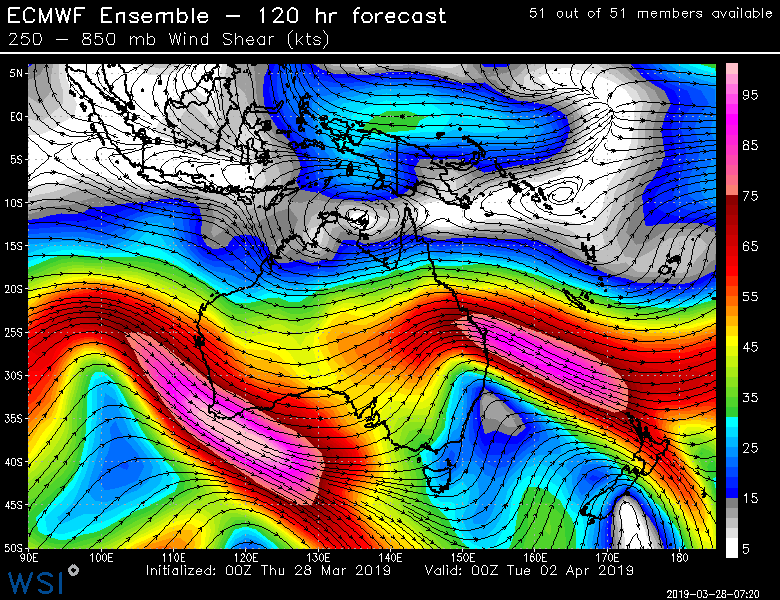 ECMWF Ensemble – 120 hr forecast
51 out of 51 members available
250 – 850 mb Wind Shear (kts)
5N
EQ
5S
10S
15S
20S
25S
30S
35S
40S
45S
50S
90E 100E 110E 120E 130E 140E 150E 160E 170E 180
95
85
75
65
55
45
35
25
15
5
Initialized: 00Z Thu 28 Mar 2019 Valid: 00Z Tue 02 Apr 2019
WSI
2019-03-28-07:20